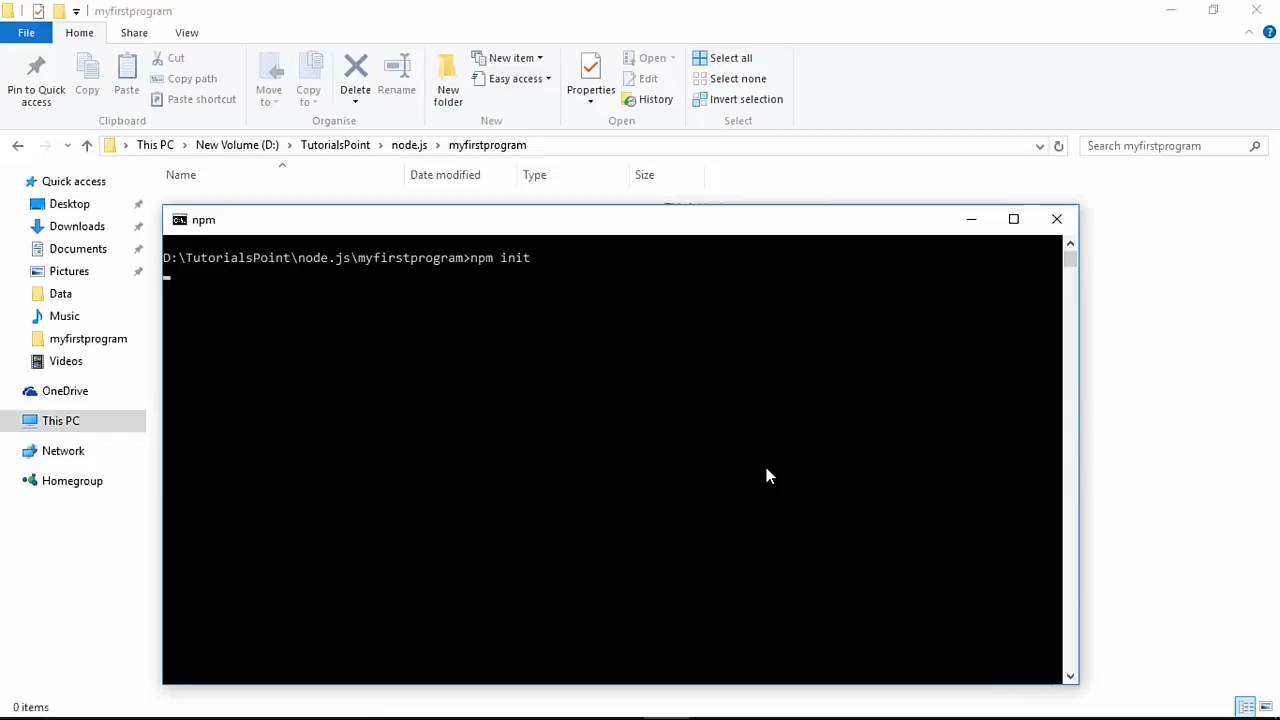 myfirstprogram
File Home Share View
Pin to Quick access
Copy
Paste
Cut
Copy path
Paste shortcut
Clipboard
Move to
Copy to
Delete
Rename
Organise
New folder
New item
Easy access
New
Properties
Open
Edit
History
Open
Select all
Select none
Invert selection
Select
This PC New Volume (D:) TutorialsPoint node.js myfirstprogram
Search myfirstprogram
Name Date modified Type Size
Quick access
Desktop
Downloads
Documents
Pictures
Data
Music
myfirstprogram
Videos
OneDrive
This PC
Network
Homegroup
npm
D:\TutorialsPoint\node.js\myfirstprogram>npm init
0 items